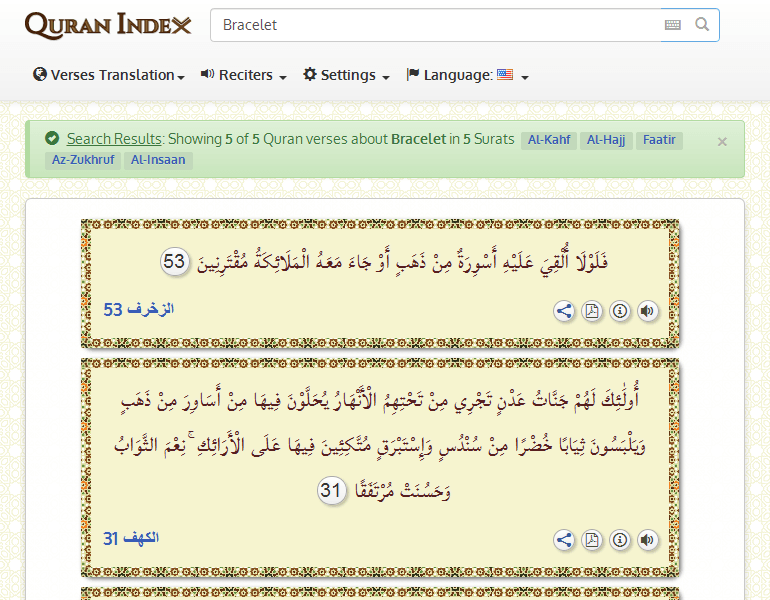 QURAN INDEX
Bracelet
Verses Translation Reciters Settings Language:
Search Results: Showing 5 of 5 Quran verses about Bracelet in 5 Surats Al-Kahf Al-Hajj Faatir ×
Az-Zukhruf Al-Insaan
فَلَوْلَا أُلْقِيَ عَلَيْهِ أَسْوِرَةٌ مِنْ ذَهَبٍ أَوْ جَاءَ مَعَهُ الْمَلَائِكَةُ مُقْتَرِنِينَ 53
الزخرف 53
أُولَٰئِكَ لَهُمْ جَنَّاتُ عَدْنٍ تَجْرِي مِنْ تَحْتِهِمُ الْأَنْهَارُ يُحَلَّوْنَ فِيهَا مِنْ أَسَاوِرَ مِنْ ذَهَبٍ
وَيَلْبَسُونَ ثِيَابًا خُضْرًا مِنْ سُنْدُسٍ وَإِسْتَبْرَقٍ مُتَّكِئِينَ فِيهَا عَلَى الْأَرَائِكِ ۚ نِعْمَ الثَّوَابُ
وَحَسُنَتْ مُرْتَفَقًا 31
الكهف 31